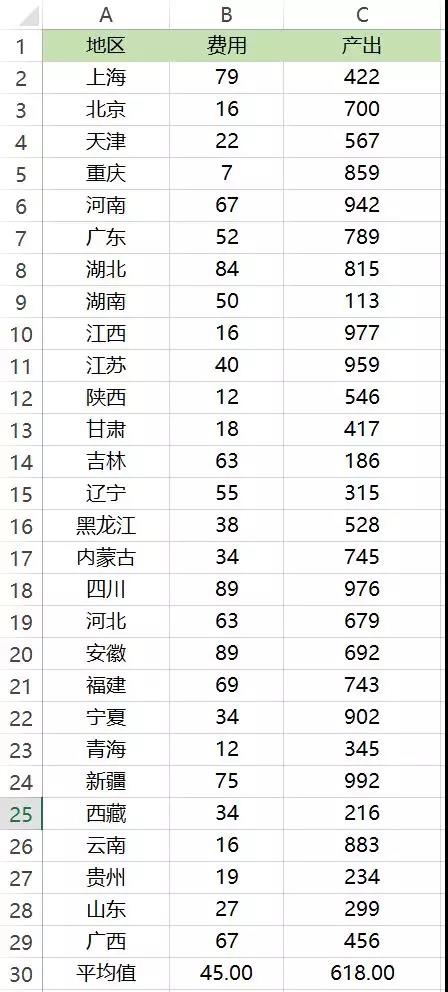 A B C
1 地区 费用 产出
2 上海 79 422
3 北京 16 700
4 天津 22 567
5 重庆 7 859
6 河南 67 942
7 广东 52 789
8 湖北 84 815
9 湖南 50 113
10 江西 16 977
11 江苏 40 959
12 陕西 12 546
13 甘肃 18 417
14 吉林 63 186
15 辽宁 55 315
16 黑龙江 38 528
17 内蒙古 34 745
18 四川 89 976
19 河北 63 679
20 安徽 89 692
21 福建 69 743
22 宁夏 34 902
23 青海 12 345
24 新疆 75 992
25 西藏 34 216
26 云南 16 883
27 贵州 19 234
28 山东 27 299
29 广西 67 456
30 平均值 45.00 618.00